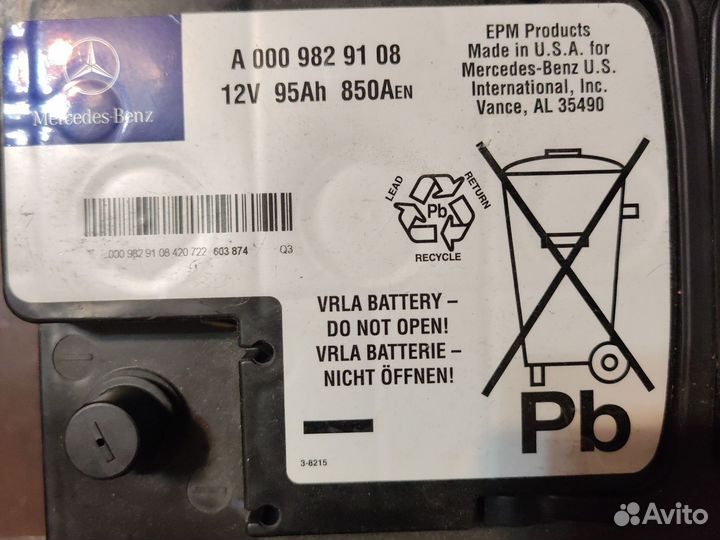 Mercedes-Benz
A 000 982 91 08
12V 95Ah 850AEN
EPM Products
Made in U.S.A. for
Mercedes-Benz U.S.
International, Inc.
Vance, AL 35490
000 982 91 08 420 722 603 874 Q3
LEAD
RETURN
Pb
RECYCLE
VRLA BATTERY –
DO NOT OPEN!
VRLA BATTERIE –
NICHT ÖFFNEN!
Pb
3-8215
Avito